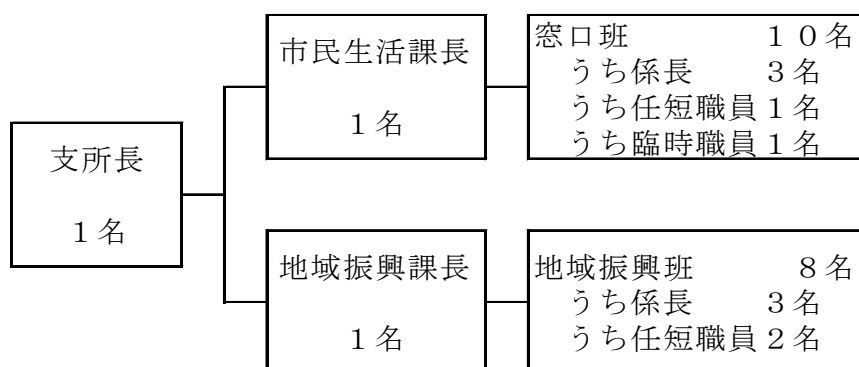 支所長
１名
市民生活課長
１名
窓口班　１０名
うち係長　３名
うち任短職員１名
うち臨時職員１名
地域振興課長
１名
地域振興班　８名
うち係長　３名
うち任短職員２名